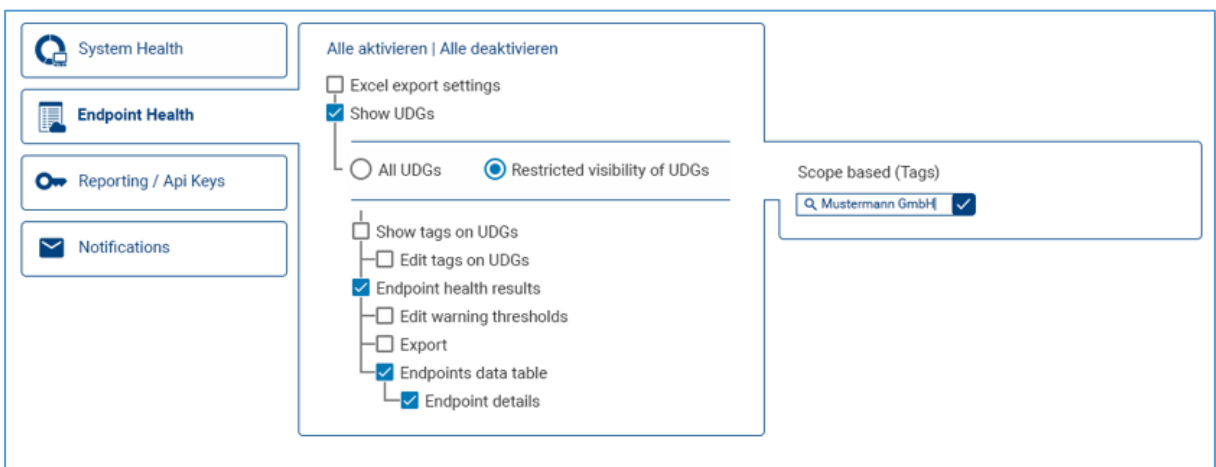 System Health
Endpoint Health
Reporting / Api Keys
Notifications
Alle aktivieren | Alle deaktivieren
Excel export settings
Show UDGs
All UDGs
Restricted visibility of UDGs
Show tags on UDGs
Edit tags on UDGs
Endpoint health results
Edit warning thresholds
Export
Endpoints data table
Endpoint details
Scope based (Tags)
Mustermann GmbH